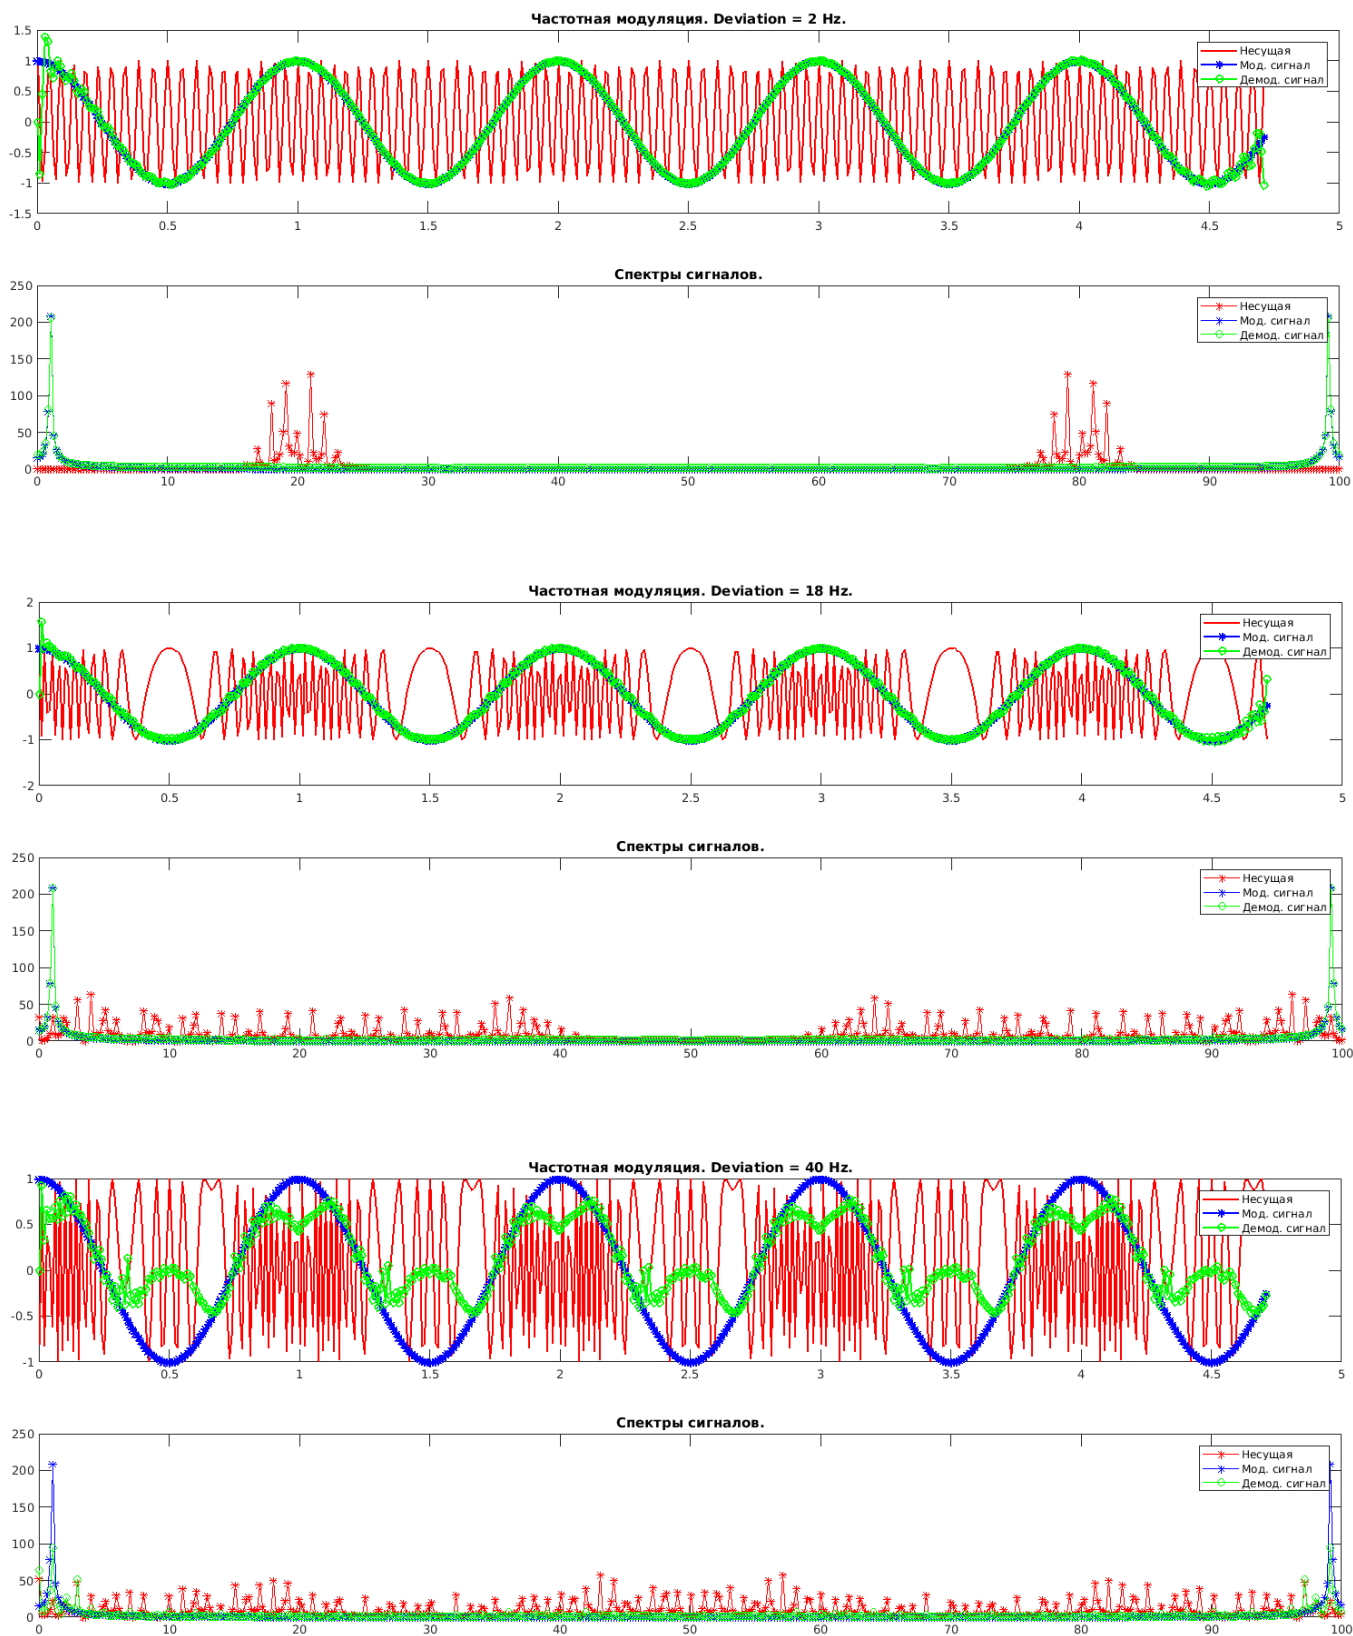 Частотная модуляция. Deviation = 2 Hz.
1.5
1
0.5
0
-0.5
-1
-1.5
0 0.5 1 1.5 2 2.5 3 3.5 4 4.5 5
Несущая
Мод. сигнал
Демод. сигнал
Спектры сигналов.
250
200
150
100
50
0
0 10 20 30 40 50 60 70 80 90 100
Несущая
Мод. сигнал
Демод. сигнал
Частотная модуляция. Deviation = 18 Hz.
2
1
0
-1
-2
0 0.5 1 1.5 2 2.5 3 3.5 4 4.5 5
Несущая
Мод. сигнал
Демод. сигнал
Спектры сигналов.
250
200
150
100
50
0
0 10 20 30 40 50 60 70 80 90 100
Несущая
Мод. сигнал
Демод. сигнал
Частотная модуляция. Deviation = 40 Hz.
1
0.5
0
-0.5
-1
0 0.5 1 1.5 2 2.5 3 3.5 4 4.5 5
Несущая
Мод. сигнал
Демод. сигнал
Спектры сигналов.
250
200
150
100
50
0
0 10 20 30 40 50 60 70 80 90 100
Несущая
Мод. сигнал
Демод. сигнал